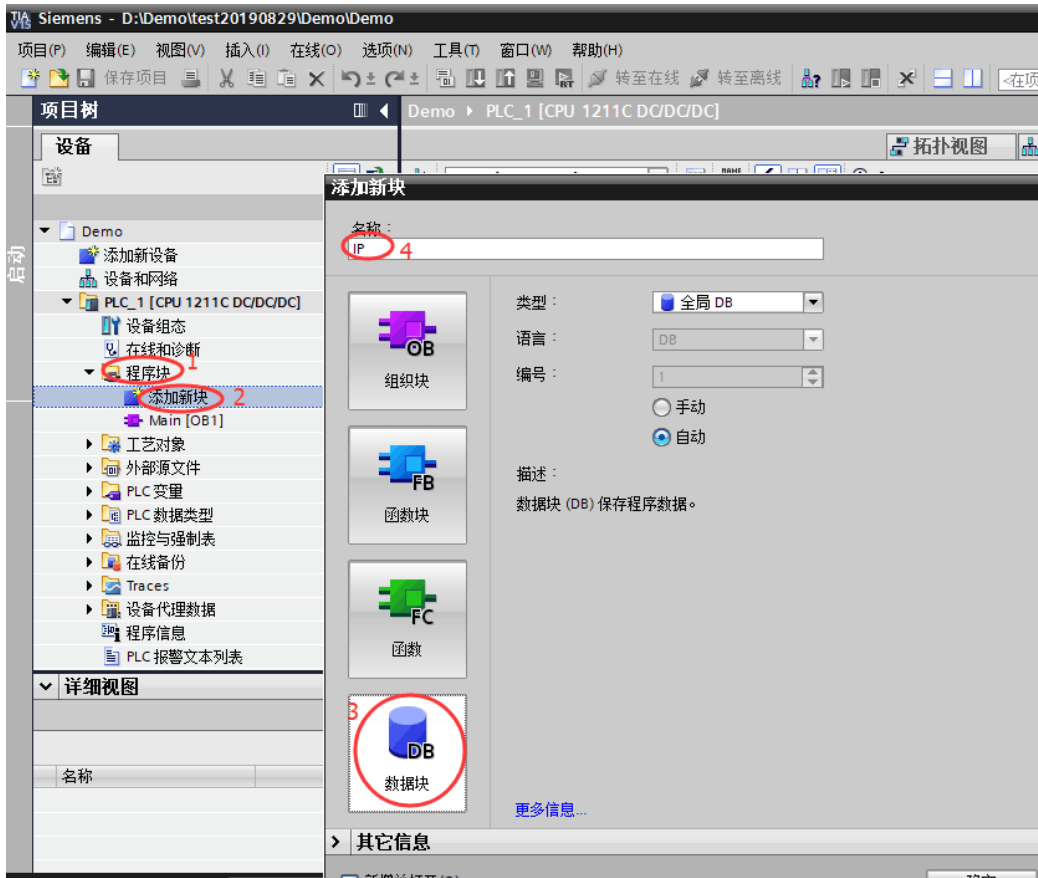 Siemens - D:\Demo\test20190829\Demo\Demo
项目(P) 编辑(E) 视图(V) 插入(I) 在线(O) 选项(N) 工具(T) 窗口(W) 帮助(H)
保存项目 转至在线 转至离线 <在项
项目树
Demo PLC_1 [CPU 1211C DC/DC/DC]
设备
拓扑视图
启动
Demo
添加新设备
设备和网络
PLC_1 [CPU 1211C DC/DC/DC]
设备组态
在线和诊断
程序块 1
添加新块 2
Main [OB1]
工艺对象
外部源文件
PLC 变量
PLC 数据类型
监控与强制表
在线备份
Traces
设备代理数据
程序信息
PLC 报警文本列表
详细视图
名称
添加新块
名称：
IP 4
OB
组织块
FB
函数块
FC
函数
3
DB
数据块
类型：
全局 DB
语言：
DB
编号：
1
手动
自动
描述：
数据块 (DB) 保存程序数据。
更多信息...
其它信息